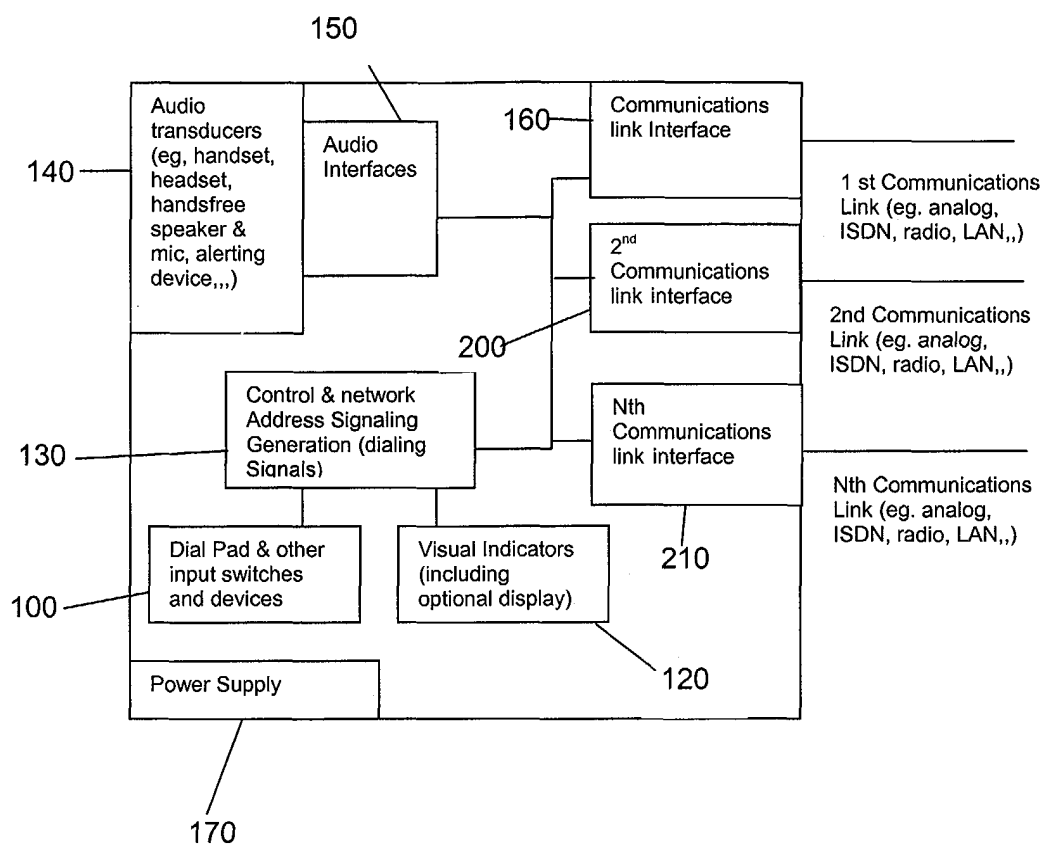 150
Audio
transducers
(eg, handset,
headset,
handsfree
speaker &
mic, alerting
device,,,)
140
Audio
Interfaces
160
Communications
link Interface
1 st Communications
Link (eg. analog,
ISDN, radio, LAN,,)
2nd
Communications
link interface
200
2nd Communications
Link (eg. analog,
ISDN, radio, LAN,,)
Control & network
Address Signaling
Generation (dialing
Signals)
130
Nth
Communications
link interface
210
Nth Communications
Link (eg. analog,
ISDN, radio, LAN,,)
Dial Pad & other
input switches
and devices
100
Visual Indicators
(including
optional display)
120
Power Supply
170